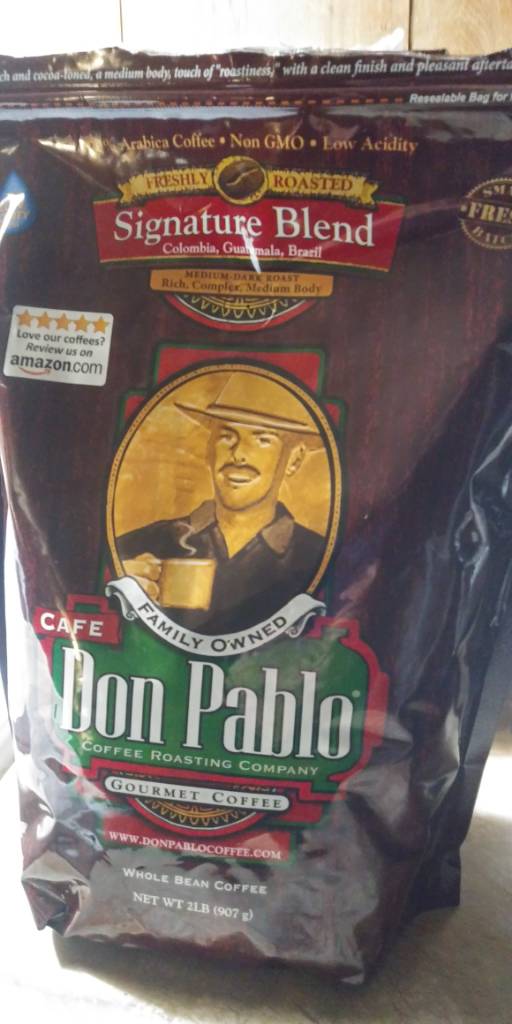 and cocoa-toned, a medium body, touch of "roastiness," with a clean finish and pleasant
Resealable Bag for
Arabica Coffee • Non GMO • Low Acidity
FRESHLY ROASTED
Signature Blend
Colombia, Guatemala, Brazil
MEDIUM-DARK ROAST
Rich, Complex, Medium Body
Love our coffees?
Review us on
amazon.com
FAMILY OWNED
CAFE
Don Pablo
COFFEE ROASTING COMPANY
GOURMET COFFEE
WWW.DONPABLOCOFFEE.COM
WHOLE BEAN COFFEE
NET WT 2LB (907 g)